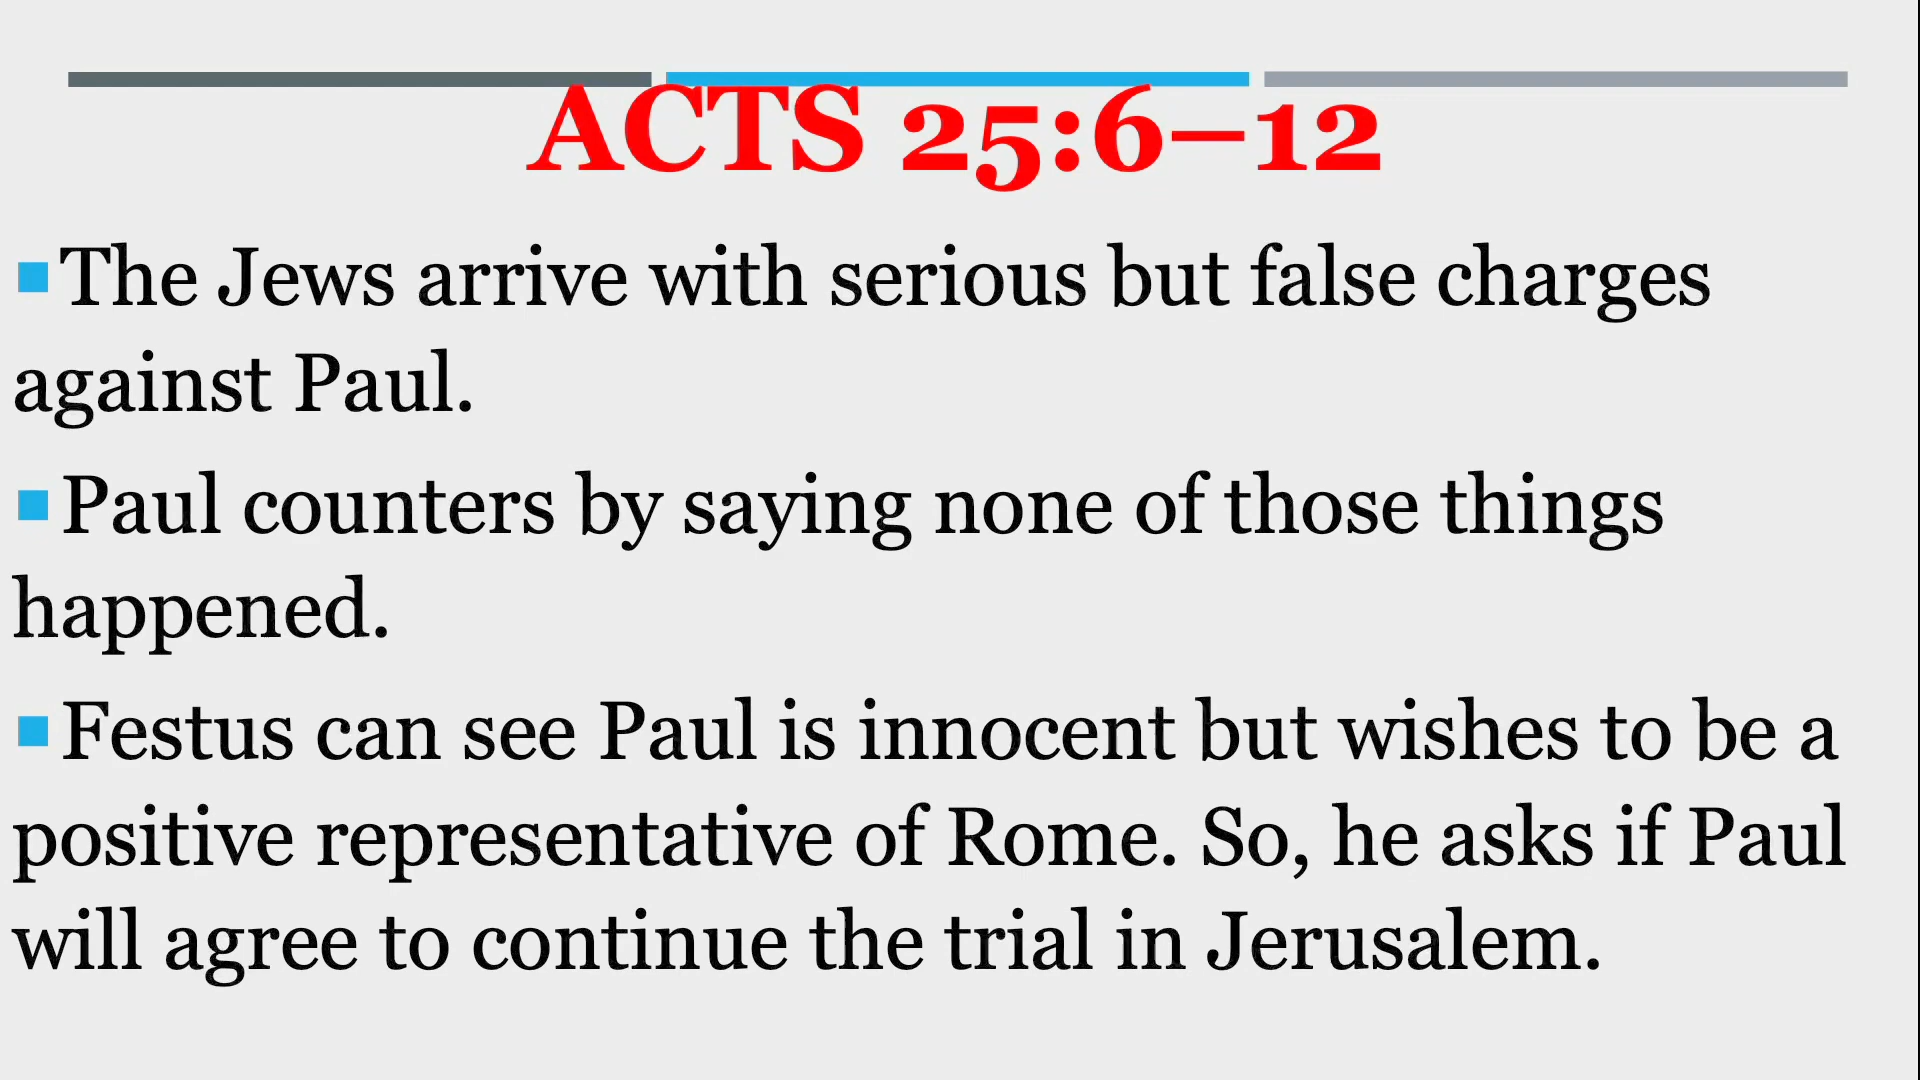 ACTS 25:6–12
▪The Jews arrive with serious but false charges
against Paul.
▪Paul counters by saying none of those things
happened.
▪Festus can see Paul is innocent but wishes to be a
positive representative of Rome. So, he asks if Paul
will agree to continue the trial in Jerusalem.